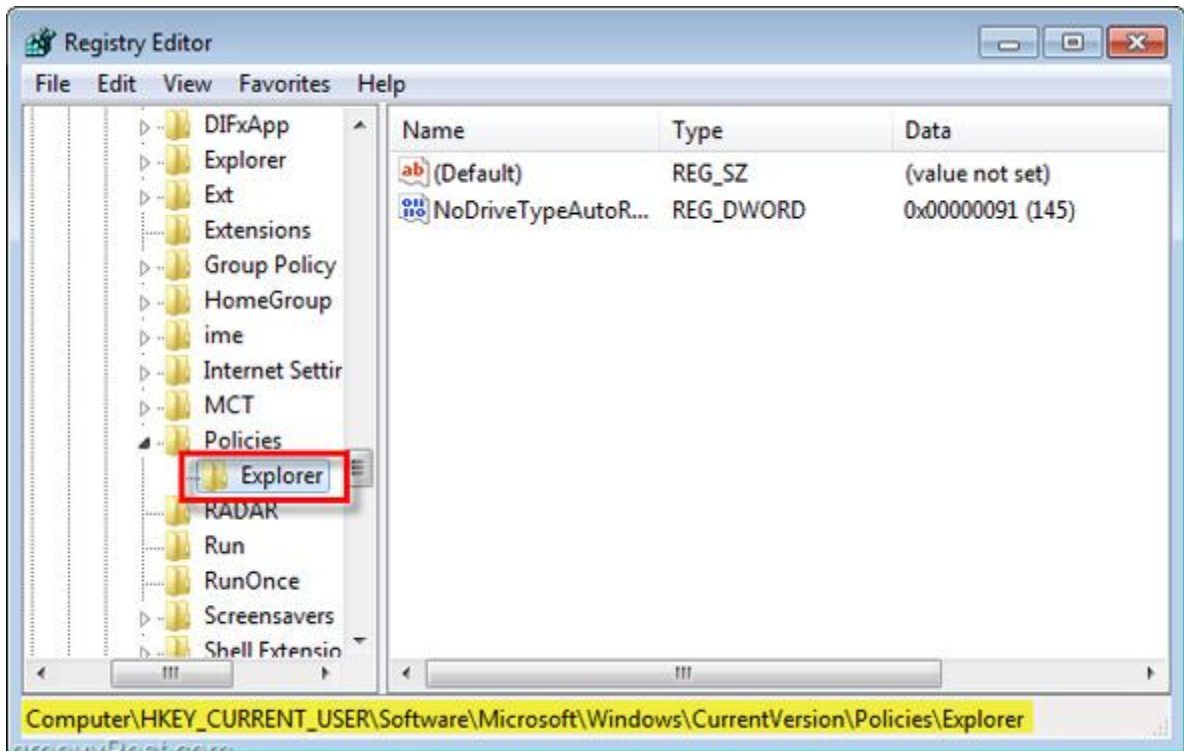 Registry Editor
File Edit View Favorites Help
DIFxApp
Explorer
Ext
Extensions
Group Policy
HomeGroup
ime
Internet Settir
MCT
Policies
Explorer
RADAR
Run
RunOnce
Screensavers
Shell Extensio
Name Type Data
ab (Default) REG_SZ (value not set)
NoDriveTypeAutoR... REG_DWORD 0x00000091 (145)
Computer\HKEY_CURRENT_USER\Software\Microsoft\Windows\CurrentVersion\Policies\Explorer